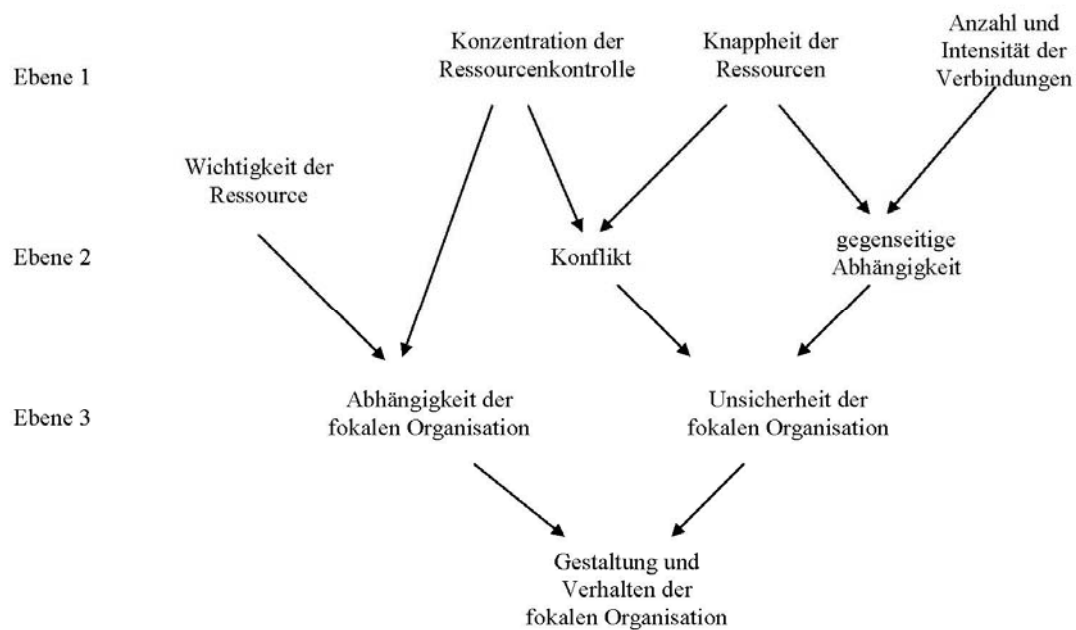 Ebene 1
Konzentration der
Ressourcenkontrolle
Knappheit der
Ressourcen
Anzahl und
Intensität der
Verbindungen
Wichtigkeit der
Ressource
Ebene 2
Konflikt
gegenseitige
Abhängigkeit
Ebene 3
Abhängigkeit der
fokalen Organisation
Unsicherheit der
fokalen Organisation
Gestaltung und
Verhalten der
fokalen Organisation